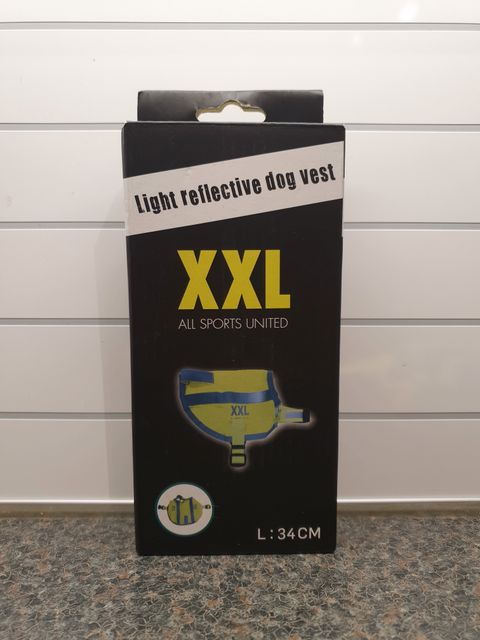 Light reflective dog vest
XXL
ALL SPORTS UNITED
XXL
L:34CM